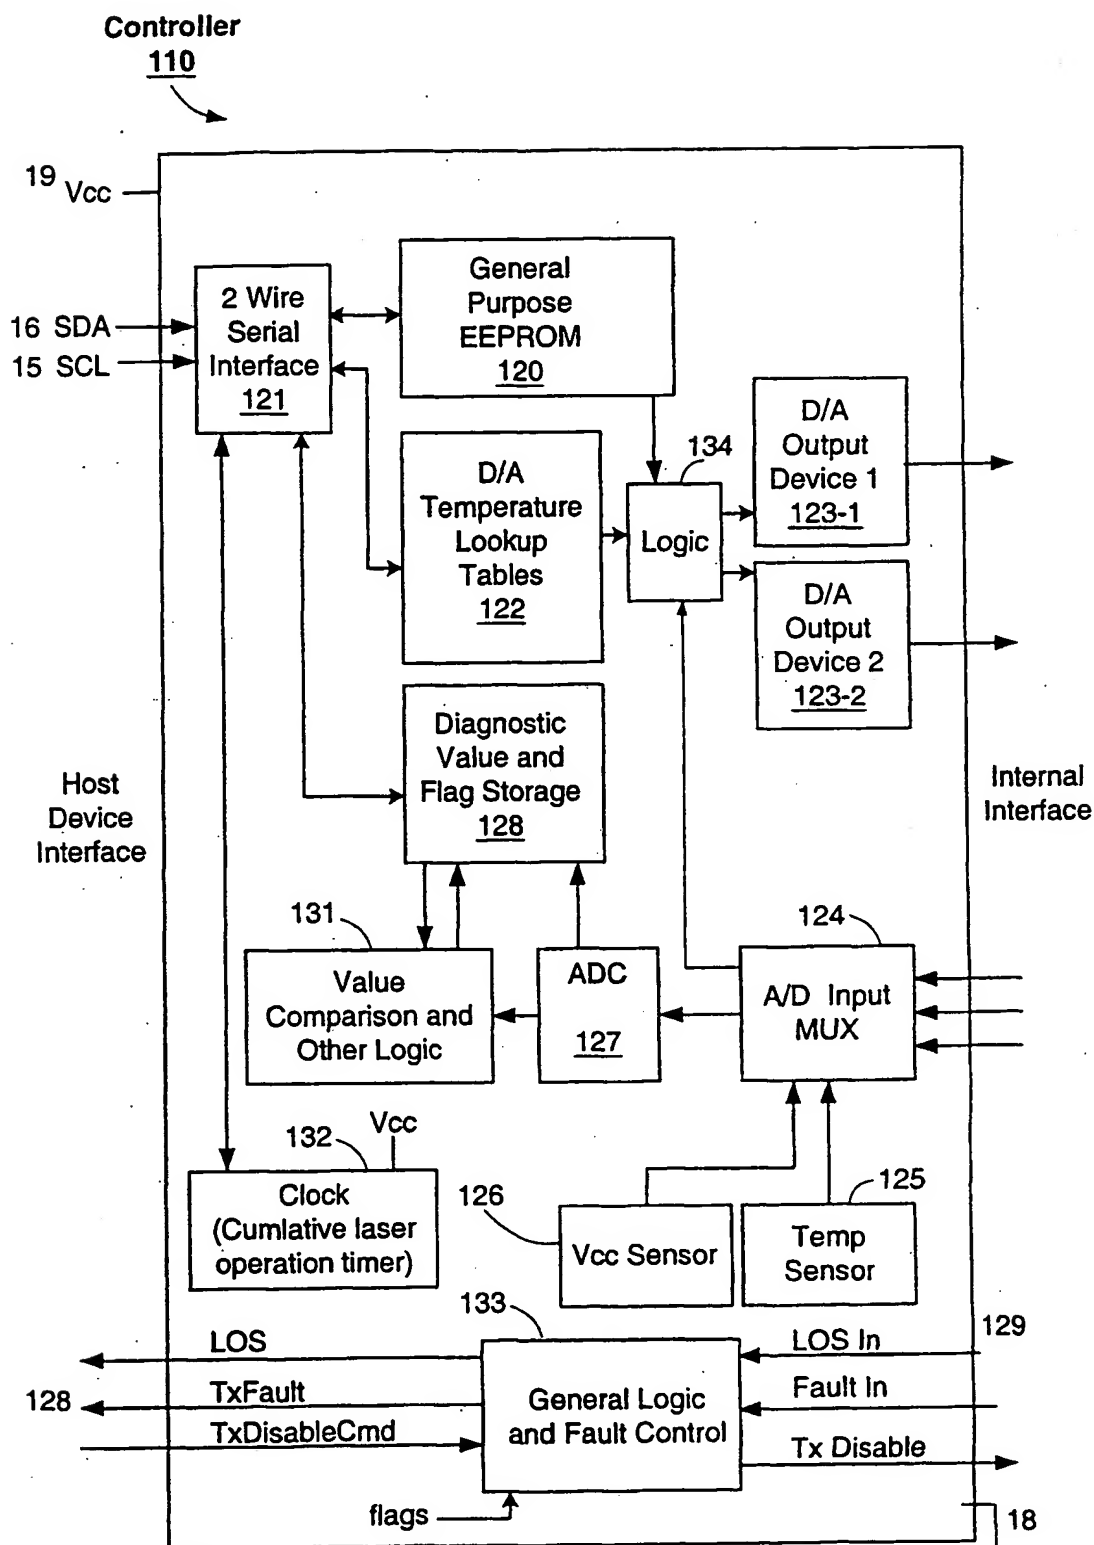 Controller
110
19 Vcc
16 SDA
15 SCL
2 Wire
Serial
Interface
121
General
Purpose
EEPROM
120
D/A
Temperature
Lookup
Tables
122
134
Logic
D/A
Output
Device 1
123-1
D/A
Output
Device 2
123-2
Diagnostic
Value and
Flag Storage
128
Host
Device
Interface
Internal
Interface
131
Value
Comparison and
Other Logic
ADC
127
124
A/D Input
MUX
132
Vcc
Clock
(Cumlative laser
operation timer)
126
Vcc Sensor
125
Temp
Sensor
133
General Logic
and Fault Control
LOS
128
TxFault
TxDisableCmd
flags
LOS In
129
Fault In
Tx Disable
18